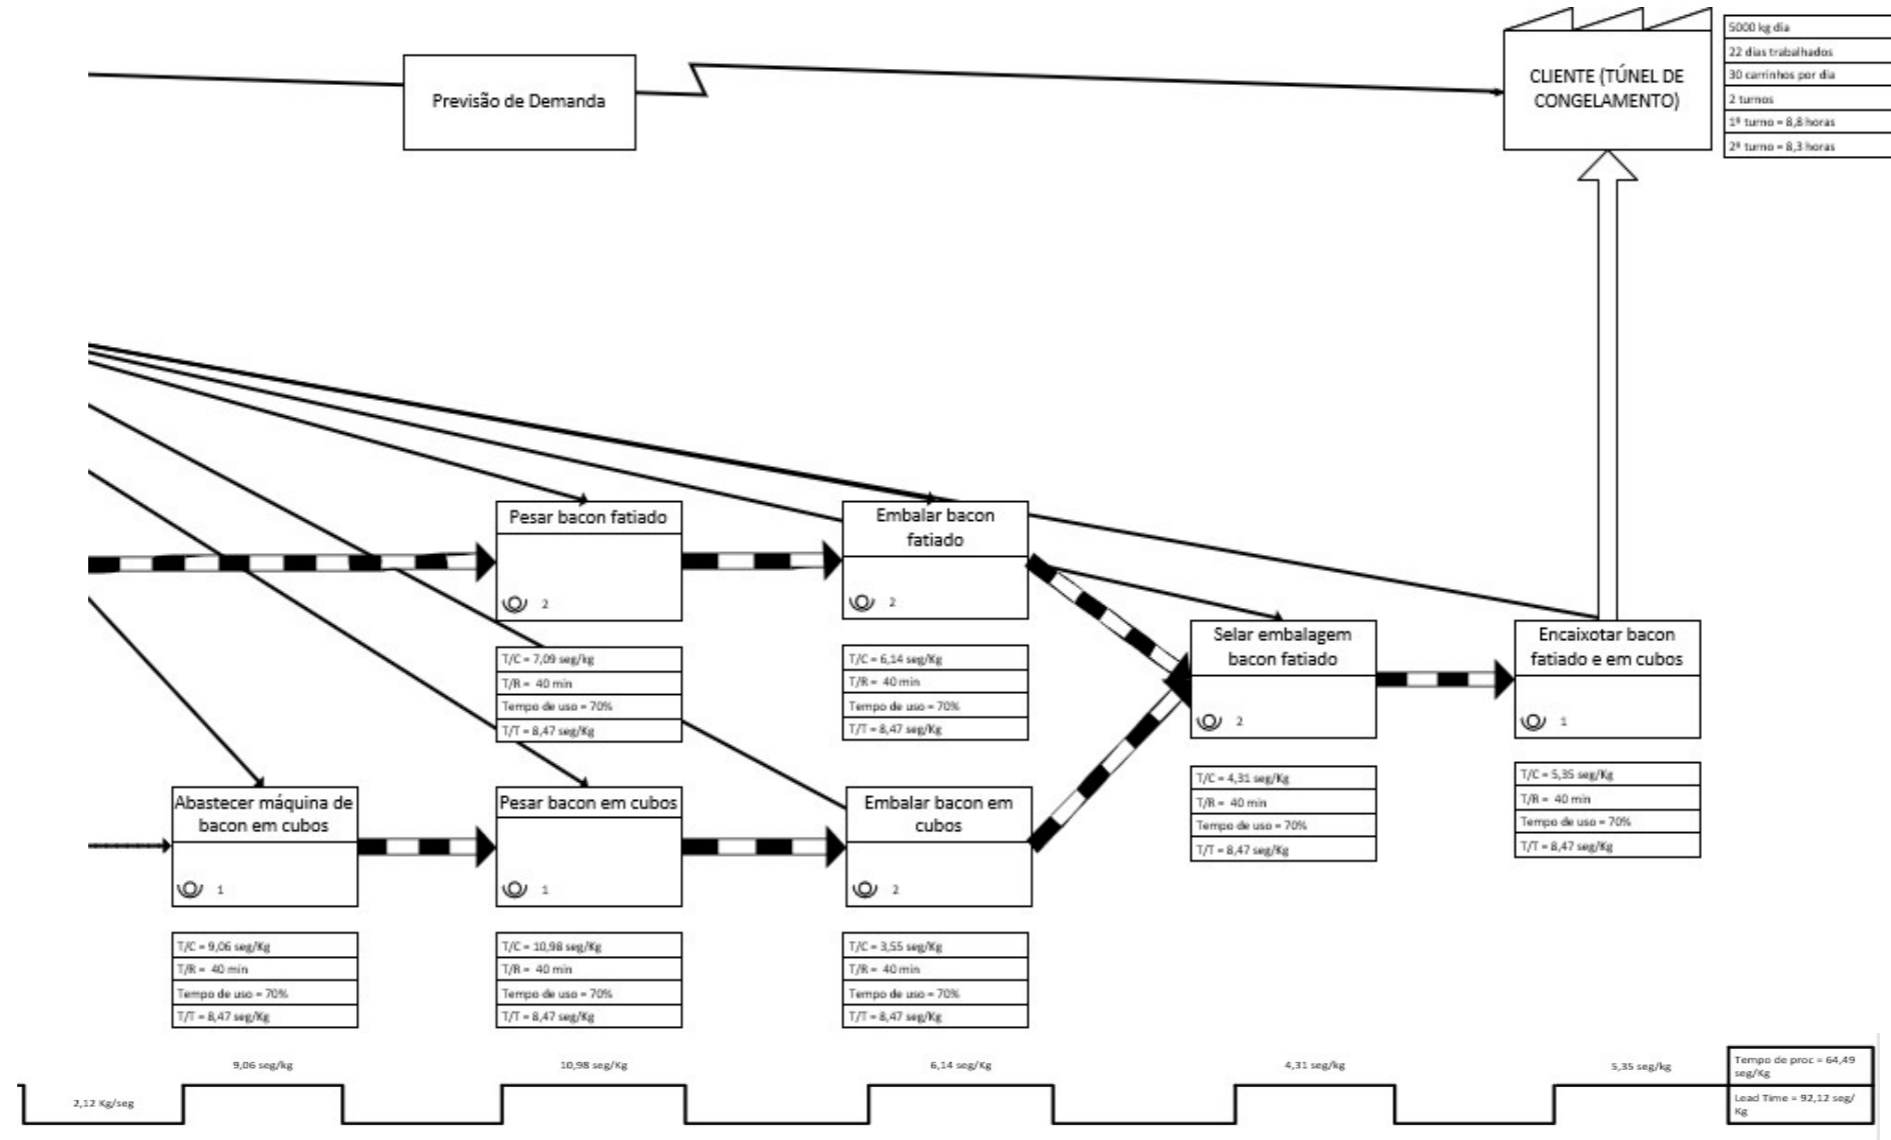 Previsão de Demanda
CLIENTE (TÚNEL DE
CONGELAMENTO)
5000 kg dia
22 dias trabalhados
30 carrinhos por dia
2 turnos
1º turno = 8,8 horas
2º turno = 8,3 horas
Pesar bacon fatiado
2
T/C = 7,09 seg/kg
T/R = 40 min
Tempo de uso = 70%
T/T = 8,47 seg/Kg
Embalar bacon
fatiado
2
T/C = 6,14 seg/Kg
T/R = 40 min
Tempo de uso = 70%
T/T = 8,47 seg/Kg
Selar embalagem
bacon fatiado
2
T/C = 4,31 seg/Kg
T/R = 40 min
Tempo de uso = 70%
T/T = 8,47 seg/Kg
Encaixotar bacon
fatiado e em cubos
1
T/C = 5,35 seg/Kg
T/R = 40 min
Tempo de uso = 70%
T/T = 8,47 seg/Kg
Abastecer máquina de
bacon em cubos
1
T/C = 9,06 seg/Kg
T/R = 40 min
Tempo de uso = 70%
T/T = 8,47 seg/Kg
Pesar bacon em cubos
1
T/C = 10,98 seg/Kg
T/R = 40 min
Tempo de uso = 70%
T/T = 8,47 seg/Kg
Embalar bacon em
cubos
2
T/C = 3,55 seg/Kg
T/R = 40 min
Tempo de uso = 70%
T/T = 8,47 seg/Kg
2,12 Kg/seg
9,06 seg/kg
10,98 seg/Kg
6,14 seg/Kg
4,31 seg/Kg
5,35 seg/kg
Tempo de proc = 64,49
seg/Kg
Lead Time = 92,12 seg/
Kg